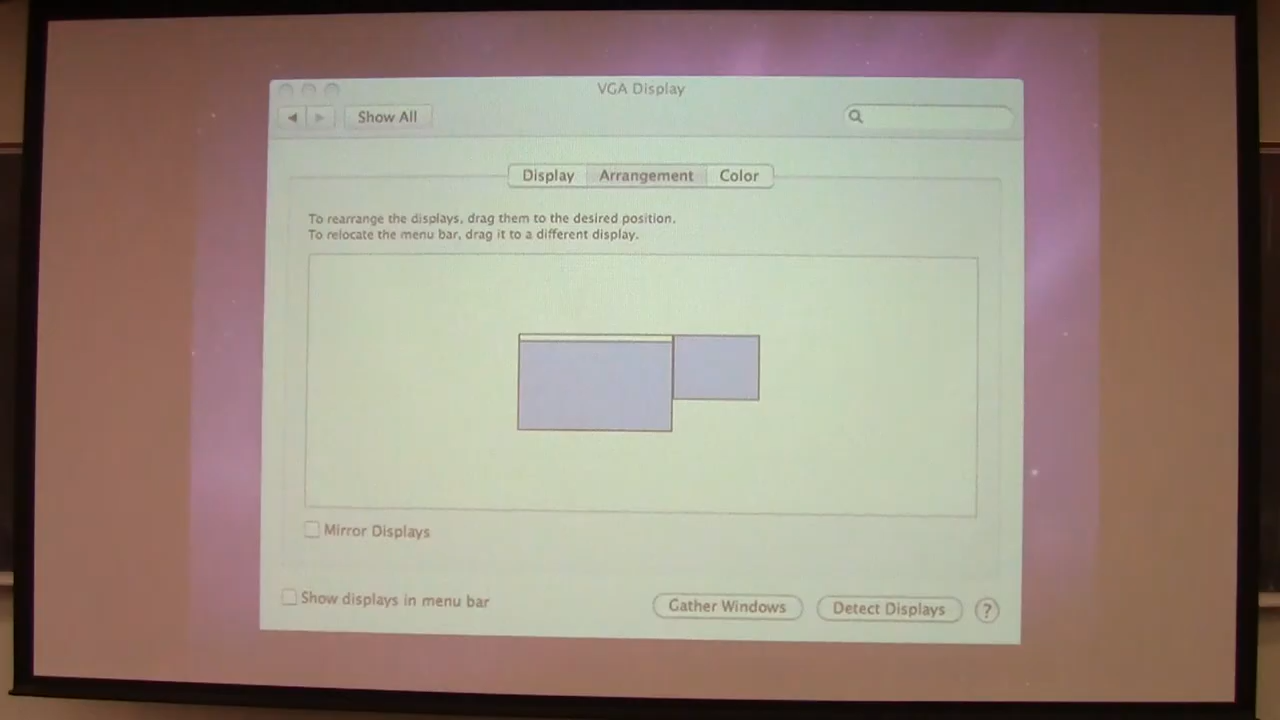 VGA Display
Show All
Display Arrangement Color
To rearrange the displays, drag them to the desired position.
To relocate the menu bar, drag it to a different display.
Mirror Displays
Show displays in menu bar
Gather Windows Detect Displays ?